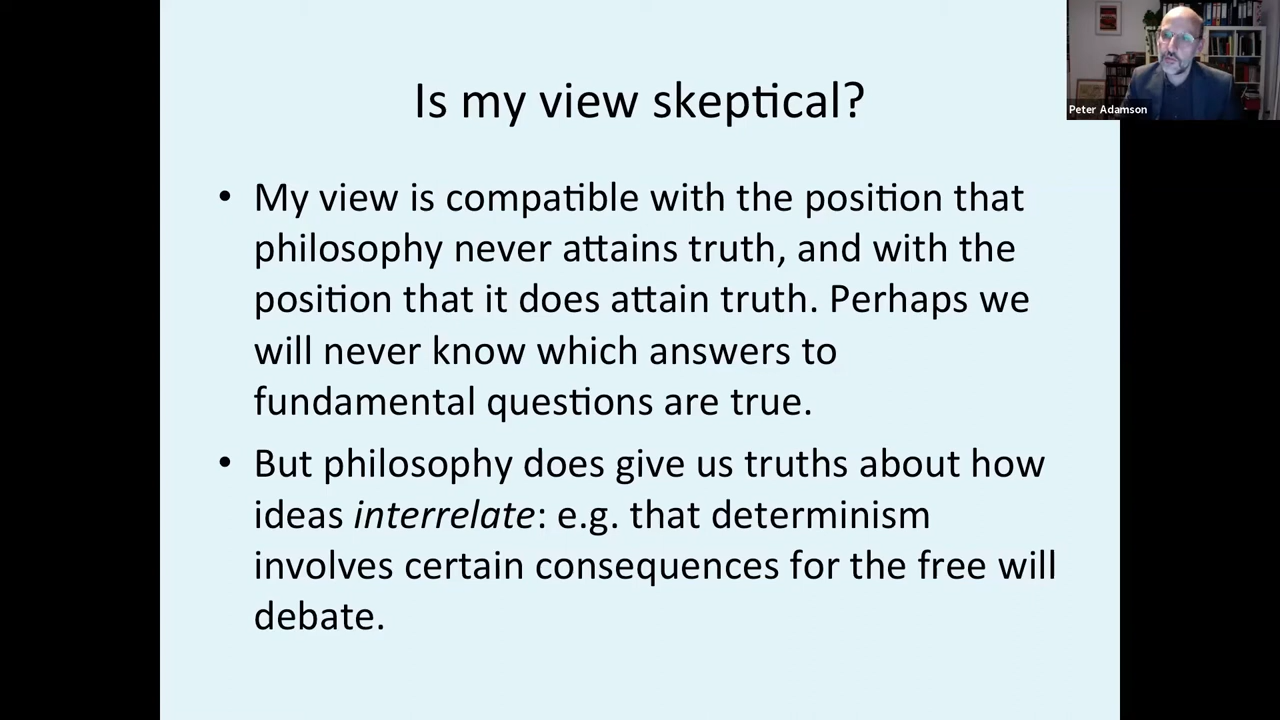 Is my view skeptical?
Peter Adamson
• My view is compatible with the position that
philosophy never attains truth, and with the
position that it does attain truth. Perhaps we
will never know which answers to
fundamental questions are true.
• But philosophy does give us truths about how
ideas interrelate: e.g. that determinism
involves certain consequences for the free will
debate.